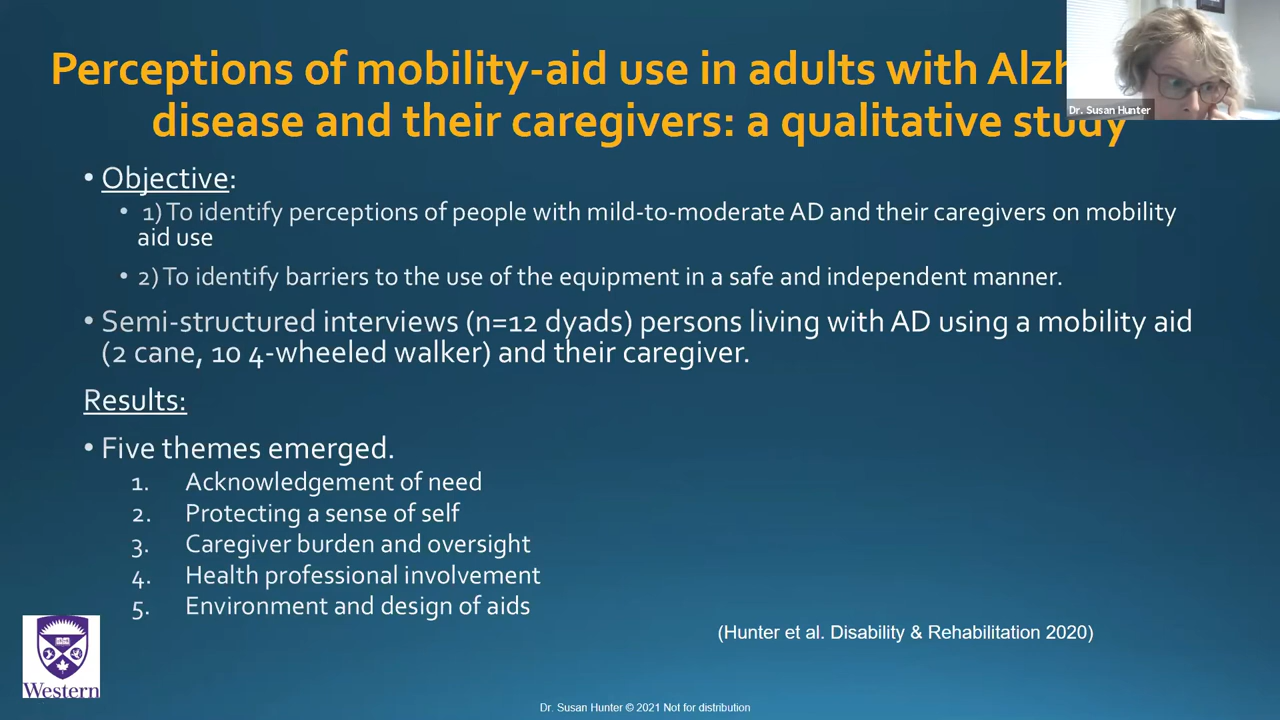 Perceptions of mobility-aid use in adults with Alzh
disease and their caregivers: a qualitative study
Dr. Susan Hunter
• Objective:
• 1) To identify perceptions of people with mild-to-moderate AD and their caregivers on mobility
aid use
• 2) To identify barriers to the use of the equipment in a safe and independent manner.
• Semi-structured interviews (n=12 dyads) persons living with AD using a mobility aid
(2 cane, 10 4-wheeled walker) and their caregiver.
Results:
• Five themes emerged.
1. Acknowledgement of need
2. Protecting a sense of self
3. Caregiver burden and oversight
4. Health professional involvement
5. Environment and design of aids
(Hunter et al. Disability & Rehabilitation 2020)
Western
Dr. Susan Hunter © 2021 Not for distribution